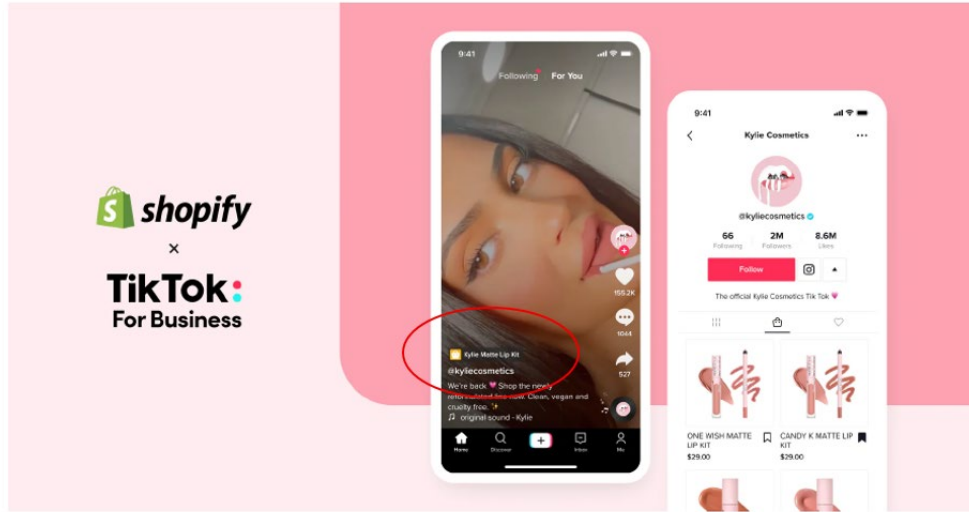 shopify
×
TikTok:
For Business
9:41
Following For You
155.2K
1044
527
Kylie Matte Lip Kit
@kyliecosmetics
We're back 💗 Shop the newly
reformulated line now. Clean, vegan and
cruelty free. ✨
original sound - Kylie
Home Discover Inbox Me
9:41
Kylie Cosmetics
@kyliecosmetics
66 2M 8.6M
Following Followers Likes
Follow
The official Kylie Cosmetics Tik Tok 💗
ONE WISH MATTE
LIP KIT
$29.00
CANDY K MATTE LIP
KIT
$29.00